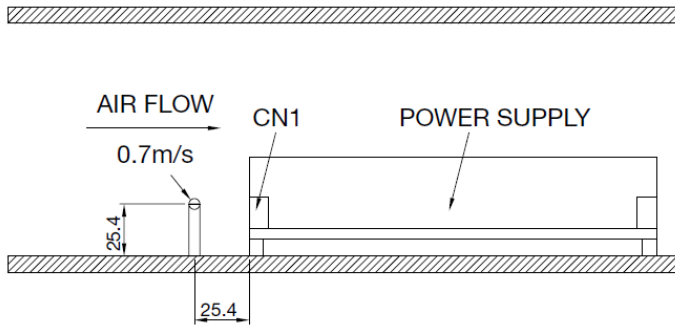 AIR FLOW
CN1
POWER SUPPLY
0.7m/s
25.4
25.4